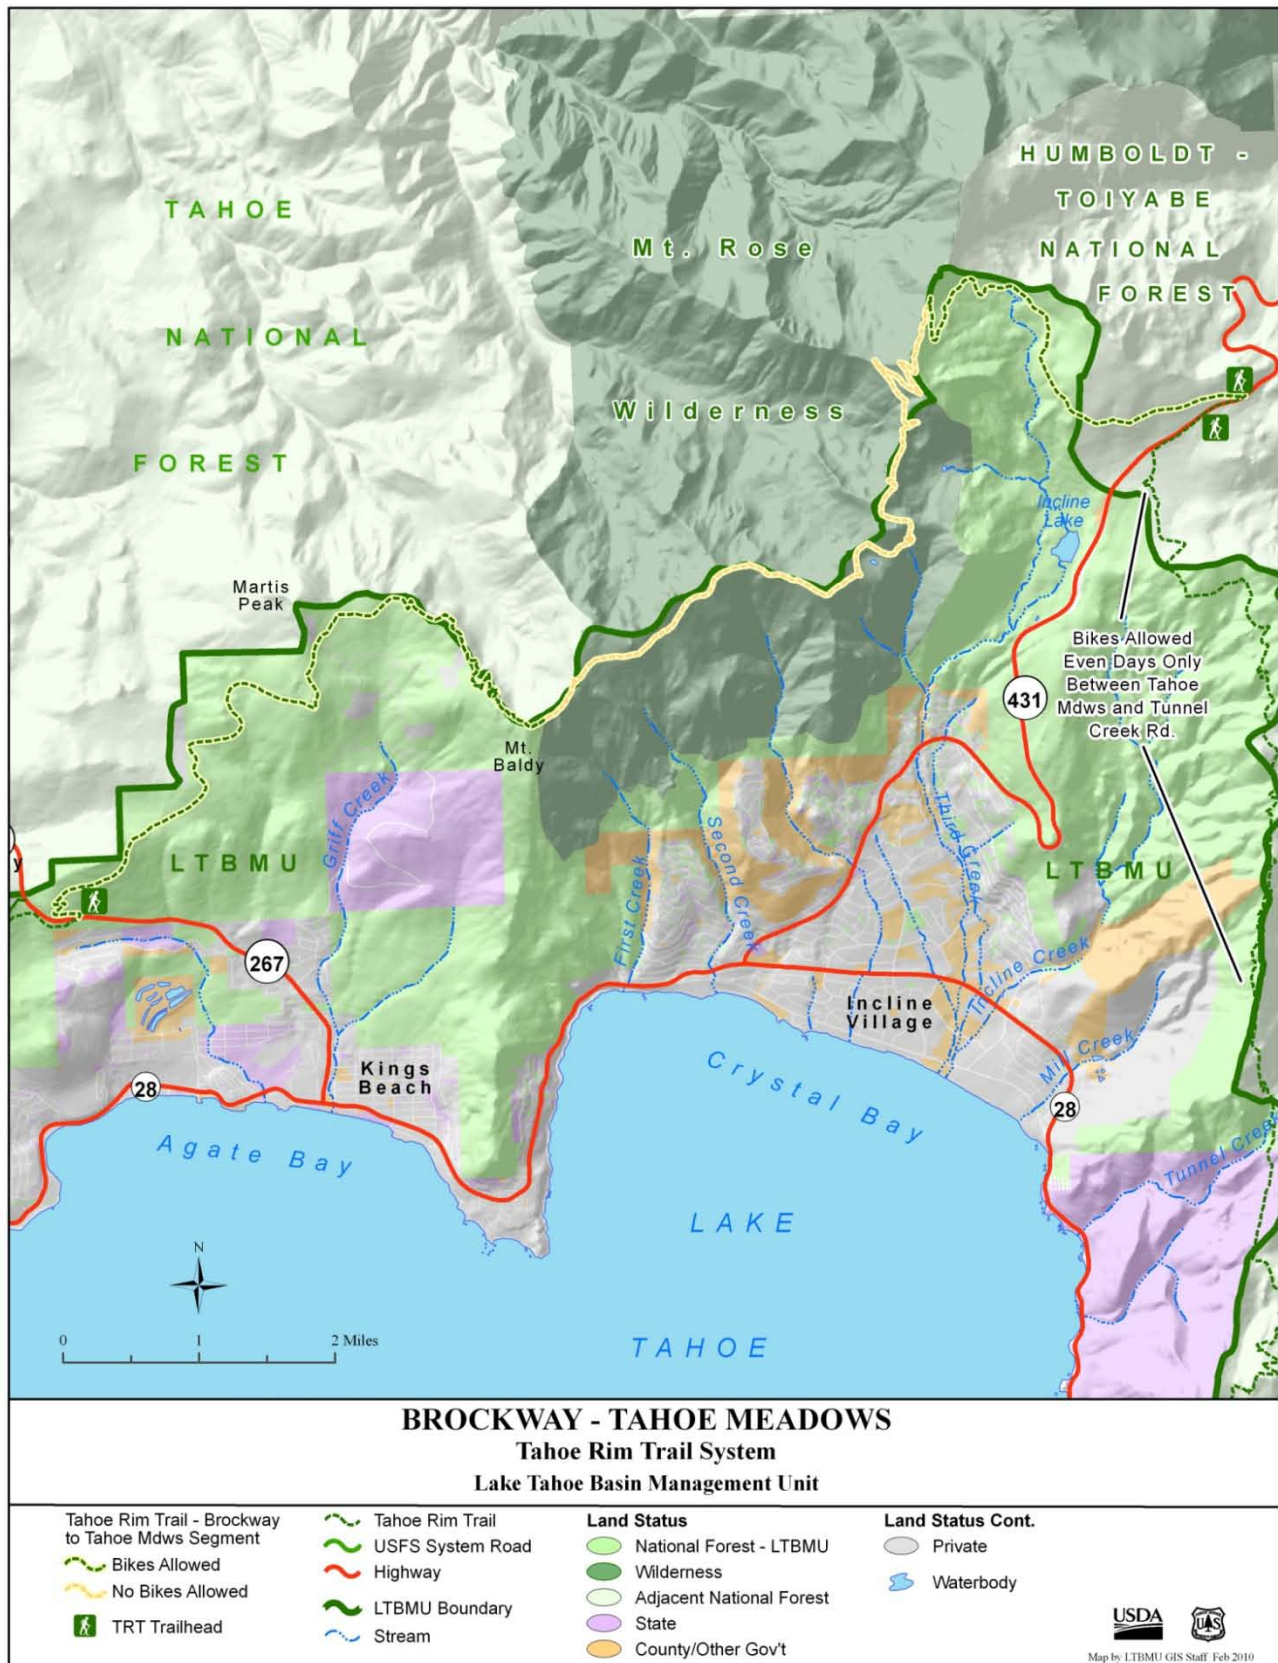 HUMBOLDT -
TOIYABE
NATIONAL
FOREST
TAHOE
NATIONAL
FOREST
Mt. Rose
Wilderness
Incline
Lake
Martis
Peak
Bikes Allowed
Even Days Only
Between Tahoe
Mdws and Tunnel
Creek Rd.
431
Mt.
Baldy
Griff Creek
LTBMU
First Creek
Second Creek
Third Creek
LTBMU
y
267
Incline Creek
Incline
Village
Kings
Beach
Mill Creek
28
28
Tunnel Creek
Agate Bay
Crystal Bay
LAKE
TAHOE
N
0 1 2 Miles
BROCKWAY - TAHOE MEADOWS
Tahoe Rim Trail System
Lake Tahoe Basin Management Unit
Tahoe Rim Trail - Brockway
to Tahoe Mdws Segment
Bikes Allowed
No Bikes Allowed
TRT Trailhead
Tahoe Rim Trail
USFS System Road
Highway
LTBMU Boundary
Stream
Land Status
National Forest - LTBMU
Wilderness
Adjacent National Forest
State
County/Other Gov't
Land Status Cont.
Private
Waterbody
USDA
UAS
Map by LTBMU GIS Staff Feb 2010